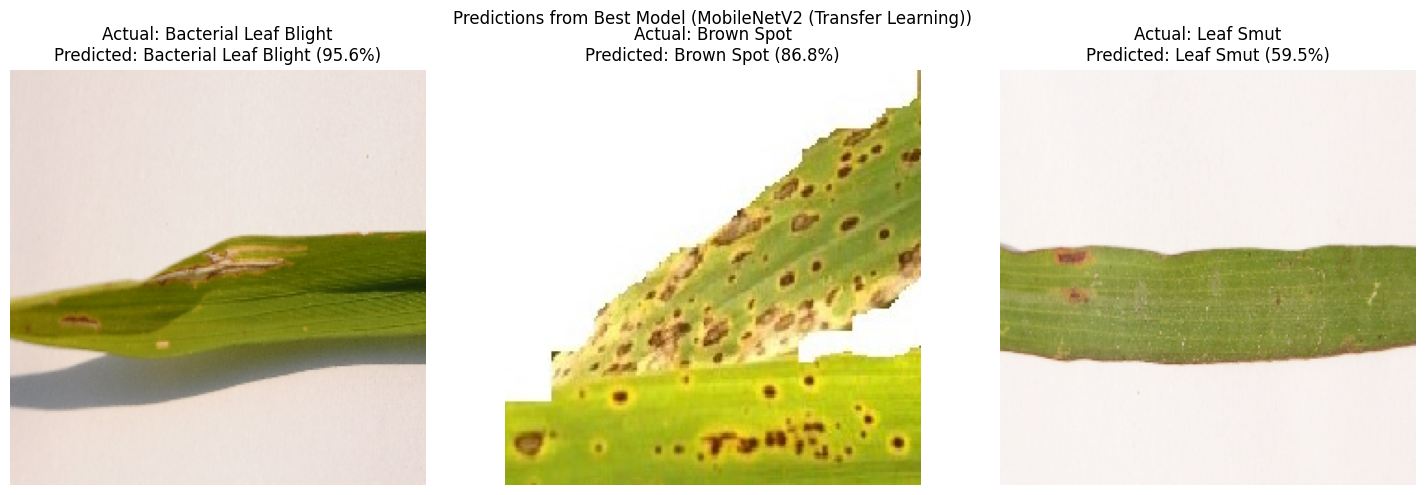 Predictions from Best Model (MobileNetV2 (Transfer Learning))
Actual: Bacterial Leaf Blight
Predicted: Bacterial Leaf Blight (95.6%)
Actual: Brown Spot
Predicted: Brown Spot (86.8%)
Actual: Leaf Smut
Predicted: Leaf Smut (59.5%)